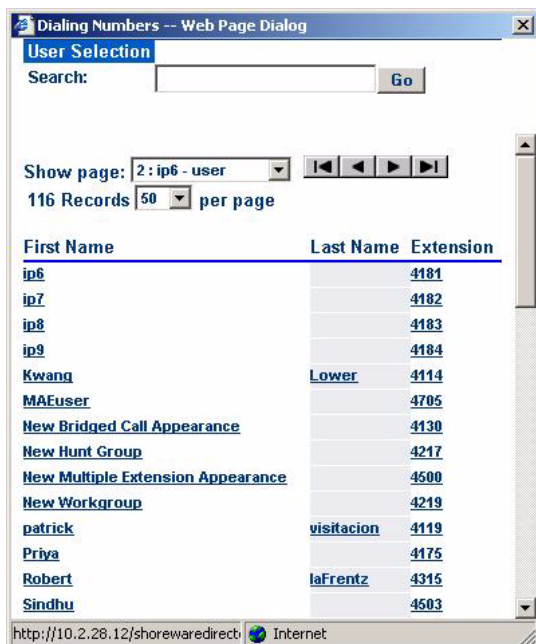 Dialing Numbers -- Web Page Dialog
User Selection
Search: Go
Show page: 2 : ip6 - user
116 Records 50 per page
First Name Last Name Extension
ip6 4181
ip7 4182
ip8 4183
ip9 4184
Kwang Lower 4114
MAEuser 4705
New Bridged Call Appearance 4130
New Hunt Group 4217
New Multiple Extension Appearance 4500
New Workgroup 4219
patrick visitacion 4119
Priya 4175
Robert laFrentz 4315
Sindhu 4503
http://10.2.28.12/shorewaredirect Internet